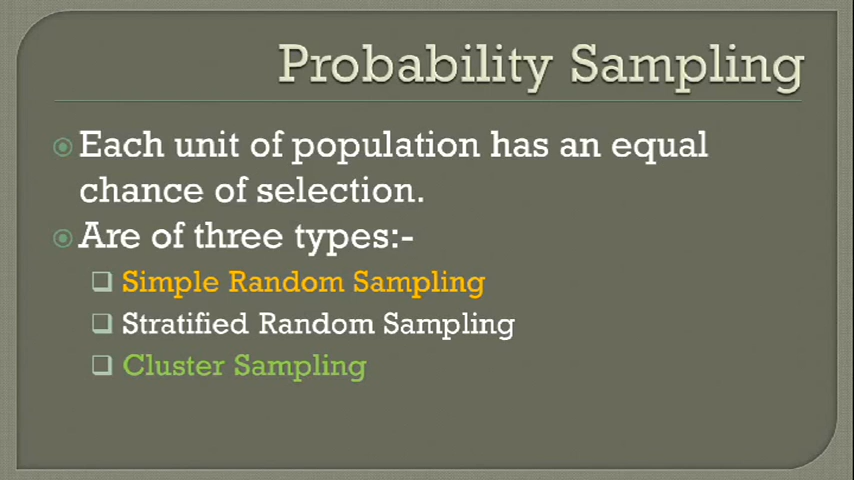 Probability Sampling
Each unit of population has an equal
chance of selection.
Are of three types:-
Simple Random Sampling
Stratified Random Sampling
Cluster Sampling